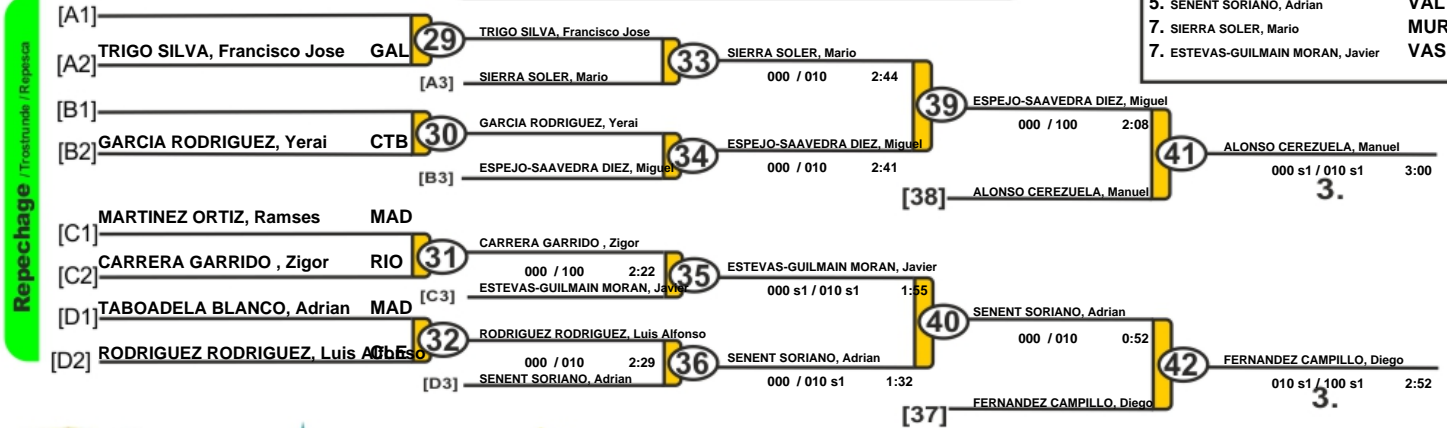 Repechage / Trostrunde / Repesca
5. SENENT SORIANO, Adrian VAL
7. SIERRA SOLER, Mario MUR
7. ESTEVAS-GUILMAIN MORAN, Javier VAS
[A1]
[A2] TRIGO SILVA, Francisco Jose GAL
29
TRIGO SILVA, Francisco Jose
[A3] SIERRA SOLER, Mario
33
SIERRA SOLER, Mario
000 / 010 2:44
[B1]
[B2] GARCIA RODRIGUEZ, Yerai CTB
30
GARCIA RODRIGUEZ, Yerai
[B3] ESPEJO-SAAVEDRA DIEZ, Miguel
34
ESPEJO-SAAVEDRA DIEZ, Miguel
000 / 010 2:41
39
ESPEJO-SAAVEDRA DIEZ, Miguel
000 / 100 2:08
[38] ALONSO CEREZUELA, Manuel
41
ALONSO CEREZUELA, Manuel
000 s1 / 010 s1 3:00
3.
[C1] MARTINEZ ORTIZ, Ramses MAD
[C2] CARRERA GARRIDO , Zigor RIO
31
CARRERA GARRIDO , Zigor
000 / 100 2:22
[C3] ESTEVAS-GUILMAIN MORAN, Javier
35
ESTEVAS-GUILMAIN MORAN, Javier
000 s1 / 010 s1 1:55
[D1] TABOADELA BLANCO, Adrian MAD
[D2] RODRIGUEZ RODRIGUEZ, Luis Alfonso CLE
32
RODRIGUEZ RODRIGUEZ, Luis Alfonso
000 / 010 2:29
[D3] SENENT SORIANO, Adrian
36
SENENT SORIANO, Adrian
000 / 010 s1 1:32
40
SENENT SORIANO, Adrian
000 / 010 0:52
[37] FERNANDEZ CAMPILLO, Diego
42
FERNANDEZ CAMPILLO, Diego
010 s1 / 100 s1 2:52
3.